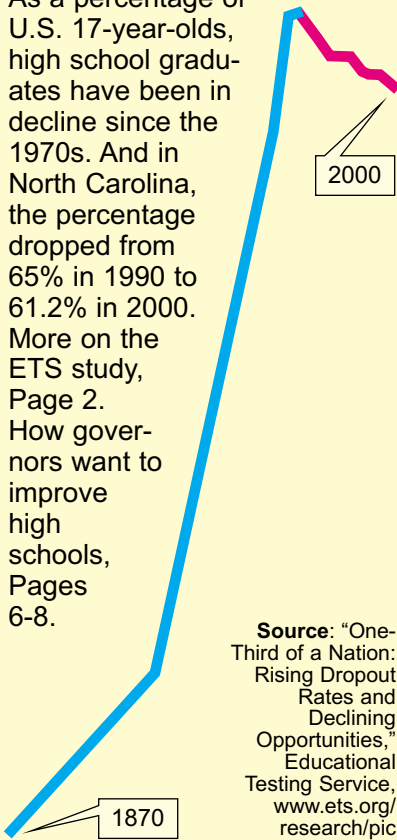 As a percentage of
U.S. 17-year-olds,
high school gradu-
ates have been in
decline since the
1970s. And in
North Carolina,
the percentage
dropped from
65% in 1990 to
61.2% in 2000.
More on the
ETS study,
Page 2.
How gover-
nors want to
improve
high
schools,
Pages
6-8.
2000
Source: “One-
Third of a Nation:
Rising Dropout
Rates and
Declining
Opportunities,”
Educational
Testing Service,
www.ets.org/
research/pic
1870